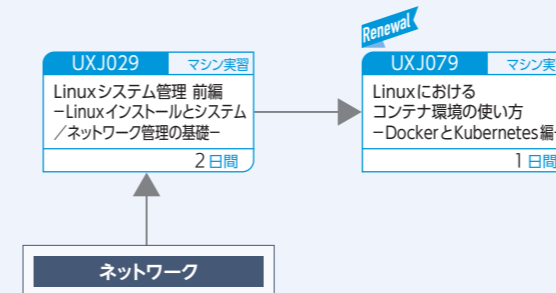 Renewal
UXJ029 マシン実習
Linuxシステム管理 前編
−Linuxインストールとシステム
／ネットワーク管理の基礎−
2日間
UXJ079 マシン実
Linuxにおける
コンテナ環境の使い方
−DockerとKubernetes編
1日間
ネットワーク